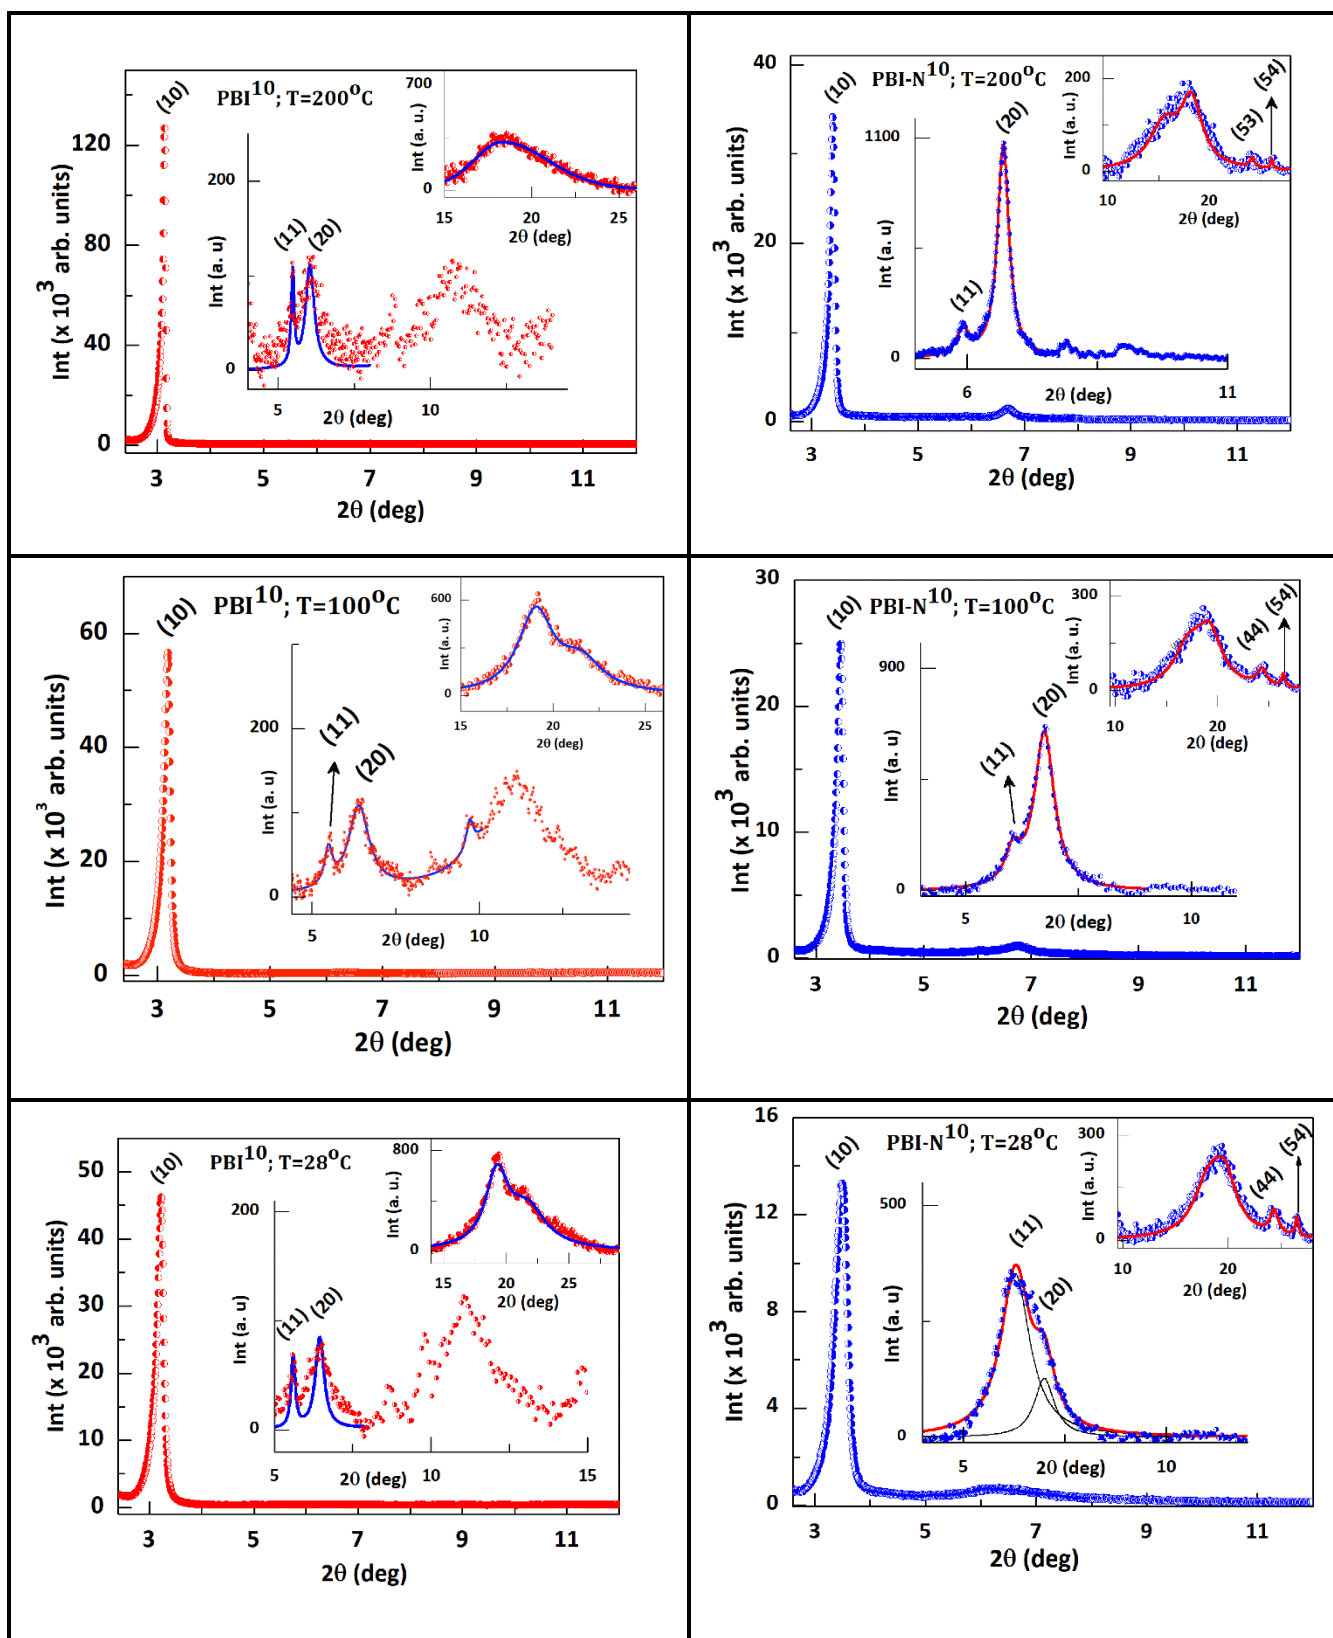 PBI¹⁰; T=200°C
(10)
Int (x 10³ arb. units)
120
80
40
0
3 5 7 9 11
2θ (deg)
Int (a. u)
200
0
(11) (20)
5 10
Int (a. u.)
700
0
15 20 25
2θ (deg)
PBI-N¹⁰; T=200°C
(10)
Int (x 10³ arb. units)
40
20
0
3 5 7 9 11
2θ (deg)
Int (a. u)
1100
0
(11)
(20)
6 2θ (deg) 11
Int (a. u.)
200
100
0
(53)
(54)
10 20
2θ (deg)
PBI¹⁰; T=100°C
(10)
Int (x 10³ arb. units)
60
40
20
0
3 5 7 9 11
2θ (deg)
Int (a. u)
200
0
(11)
(20)
5 2θ (deg) 10
Int (a. u.)
600
300
0
15 20 25
2θ (deg)
PBI-N¹⁰; T=100°C
(10)
Int (x 10³ arb. units)
30
20
10
0
3 5 7 9 11
2θ (deg)
Int (a. u)
900
0
(11)
(20)
5 2θ (deg) 10
Int (a. u.)
300
0
(44)
(54)
10 20
2θ (deg)
PBI¹⁰; T=28°C
(10)
Int (x 10³ arb. units)
50
40
30
20
10
0
3 5 7 9 11
2θ (deg)
Int (a. u)
200
0
(11) (20)
5 2θ (deg) 10 15
Int (a. u.)
800
400
0
15 20 25
2θ (deg)
PBI-N¹⁰; T=28°C
(10)
Int (x 10³ arb. units)
16
12
8
4
0
3 5 7 9 11
2θ (deg)
Int (a. u)
500
0
(11)
(20)
5 2θ (deg) 10
Int (a. u.)
300
0
(44)
(54)
10 20
2θ (deg)